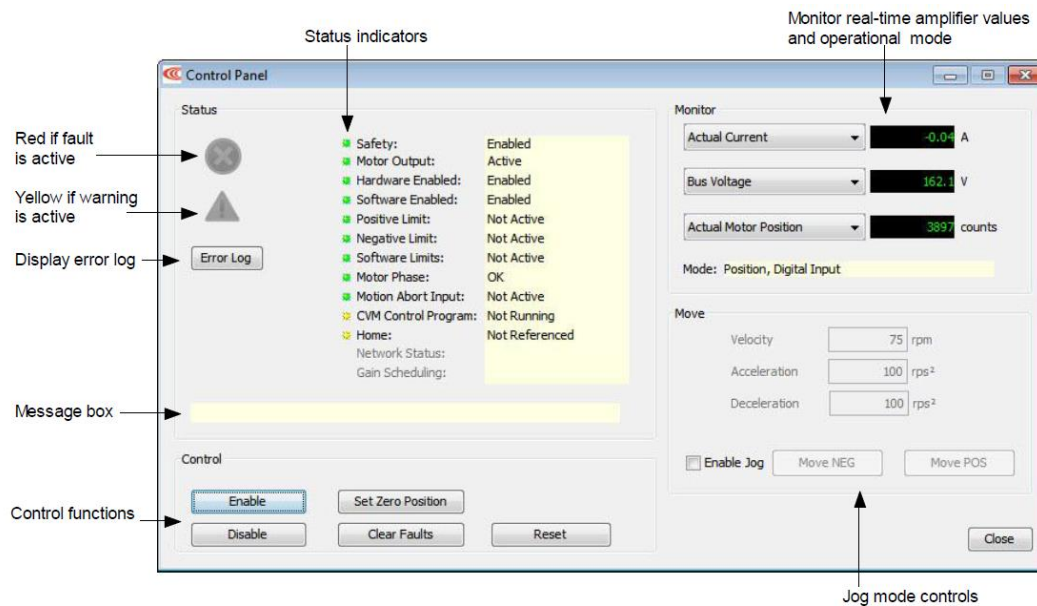 Monitor real-time amplifier values
and operational mode
Status indicators
Control Panel
Status
Red if fault
is active
Yellow if warning
is active
Display error log
Error Log
Safety: Enabled
Motor Output: Active
Hardware Enabled: Enabled
Software Enabled: Enabled
Positive Limit: Not Active
Negative Limit: Not Active
Software Limits: Not Active
Motor Phase: OK
Motion Abort Input: Not Active
CVM Control Program: Not Running
Home: Not Referenced
Network Status:
Gain Scheduling:
Message box
Monitor
Actual Current -0.04 A
Bus Voltage 162.1 V
Actual Motor Position 3897 counts
Mode: Position, Digital Input
Move
Velocity 75 rpm
Acceleration 100 rps²
Deceleration 100 rps²
Enable Jog Move NEG Move POS
Control
Control functions
Enable Set Zero Position
Disable Clear Faults Reset
Close
Jog mode controls